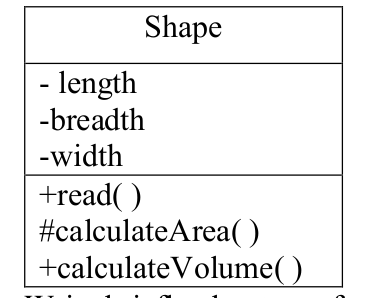 Shape
- length
-breadth
-width
+read( )
#calculateArea( )
+calculateVolume( )